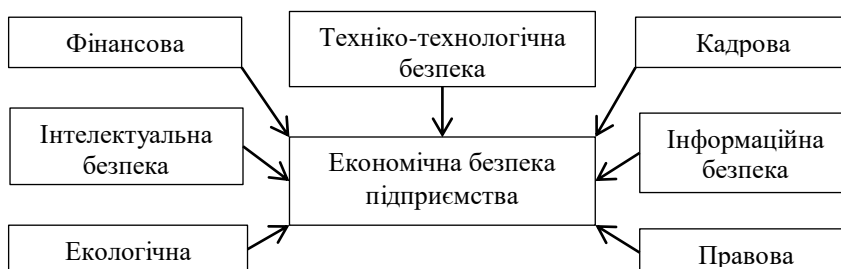 Фінансова
Техніко-технологічна
безпека
Кадрова
Інтелектуальна
безпека
Економічна безпека
підприємства
Інформаційна
безпека
Екологічна
Правова